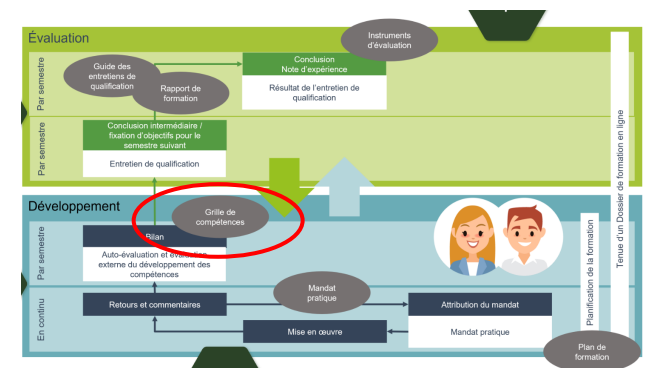 Évaluation
Instruments
d'évaluation
Par semestre
Guide des
entretiens de
qualification
Rapport de
formation
Conclusion
Note d'expérience
Résultat de l'entretien de
qualification
Par semestre
Conclusion intermédiaire /
fixation d'objectifs pour le
semestre suivant
Entretien de qualification
Développement
Grille de
compétences
Par semestre
Bilan
Auto-évaluation et évaluation
externe du développement des
compétences
En continu
Retours et commentaires
Mandat
pratique
Attribution du mandat
Mandat pratique
Mise en œuvre
Planification de la formation
Tenue d'un Dossier de formation en ligne
Plan de
formation